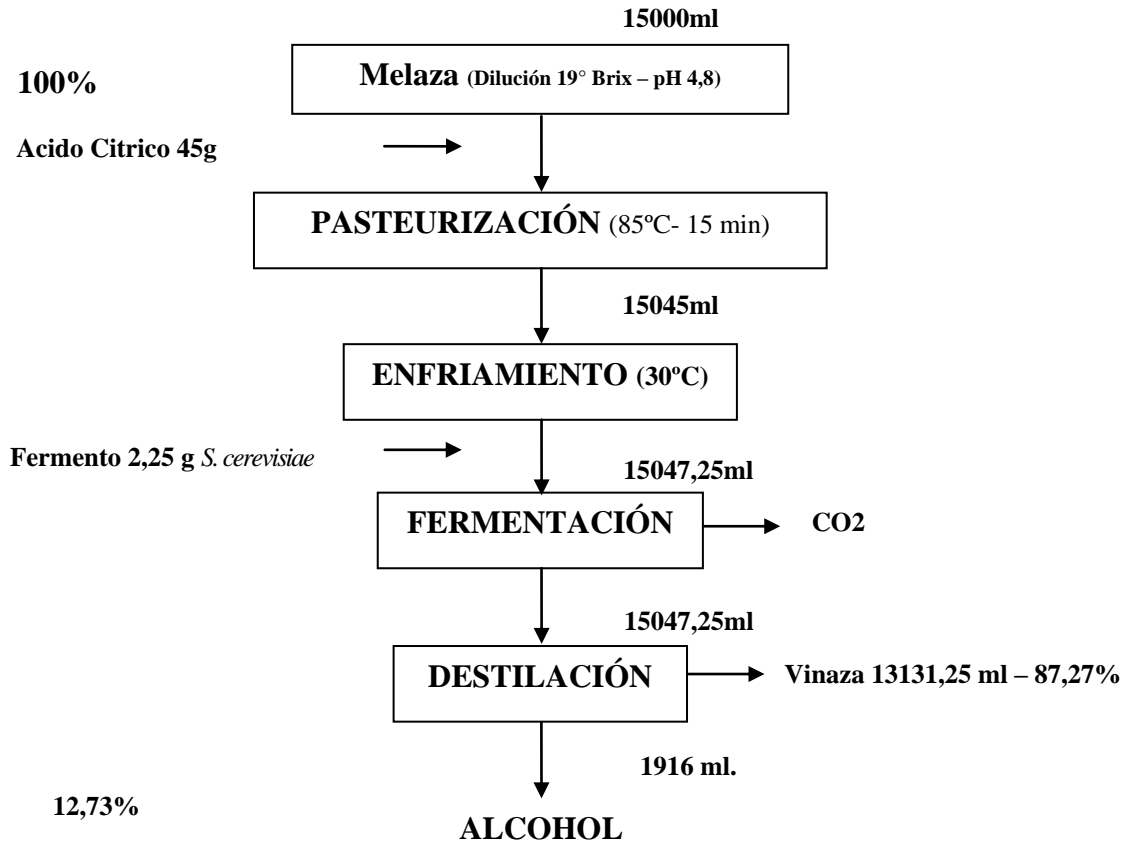 15000ml
Melaza (Dilución 19° Brix – pH 4,8)
100%
Acido Citrico 45g
PASTEURIZACIÓN (85ºC- 15 min)
15045ml
ENFRIAMIENTO (30ºC)
Fermento 2,25 g S. cerevisiae
15047,25ml
FERMENTACIÓN
CO2
15047,25ml
DESTILACIÓN
Vinaza 13131,25 ml – 87,27%
1916 ml.
12,73%
ALCOHOL